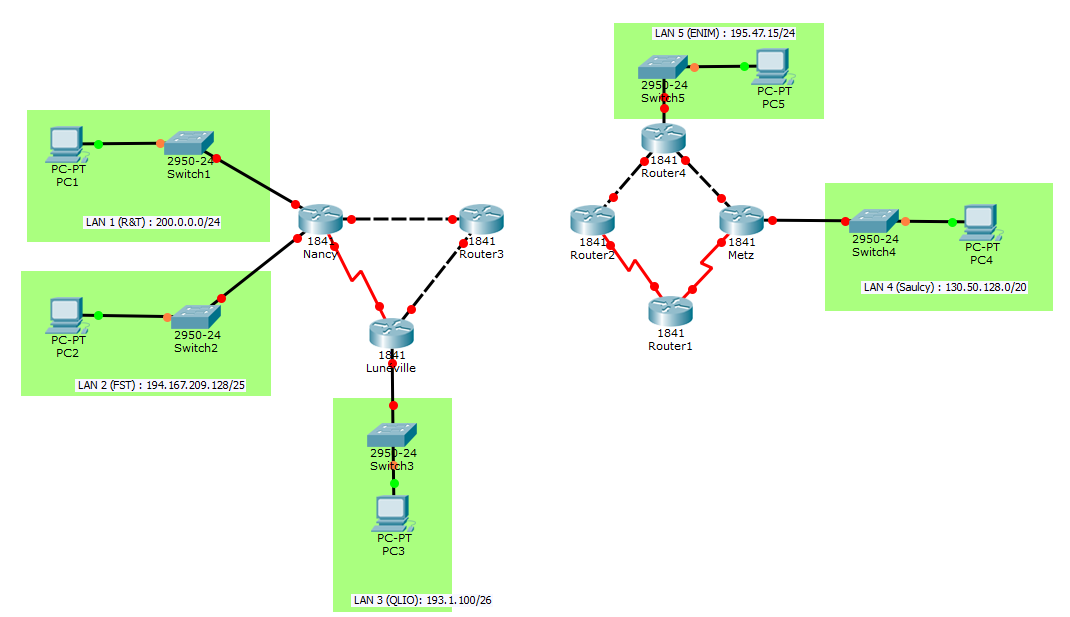 LAN 5 (ENIM) : 195.47.15/24
2950-24
Switch5
PC-PT
PC5
1841
Router4
PC-PT
PC1
2950-24
Switch1
LAN 1 (R&T) : 200.0.0.0/24
1841
Nancy
1841
Router3
1841
Router2
1841
Metz
2950-24
Switch4
PC-PT
PC4
LAN 4 (Saulcy) : 130.50.128.0/20
PC-PT
PC2
2950-24
Switch2
LAN 2 (FST) : 194.167.209.128/25
1841
Luneville
1841
Router1
2950-24
Switch3
PC-PT
PC3
LAN 3 (QLIO): 193.1.100/26